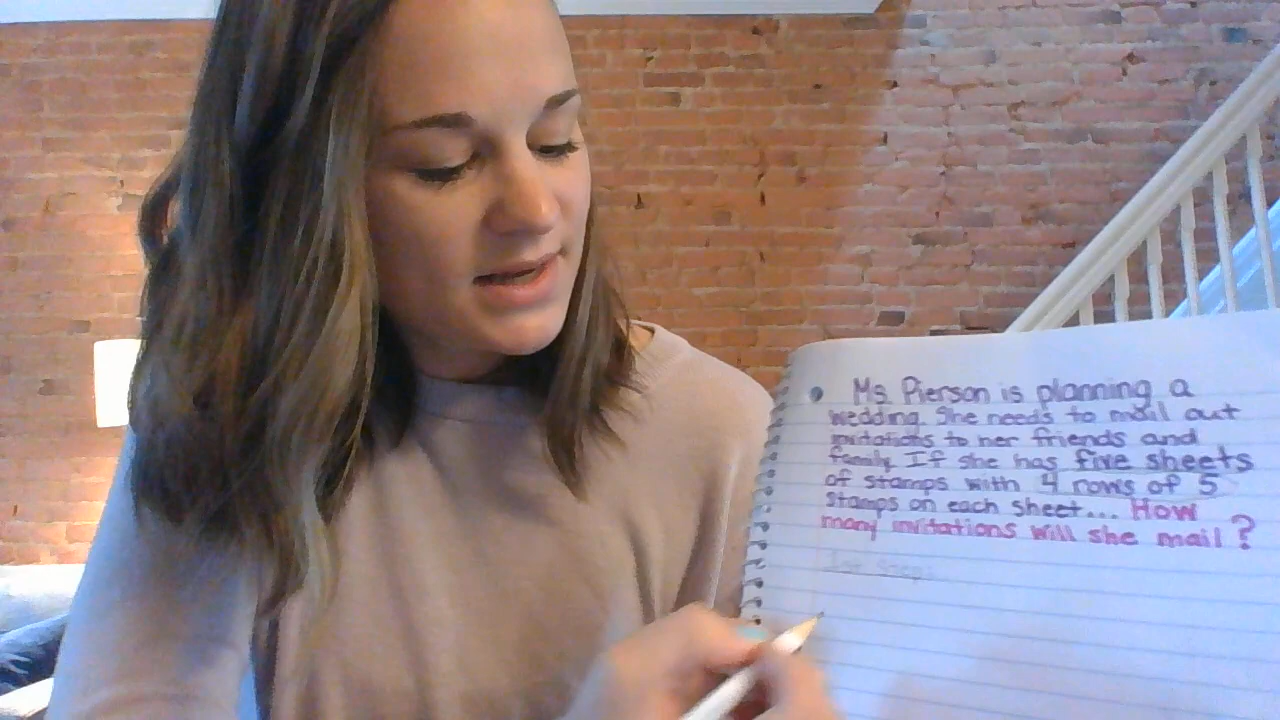 Ms. Pierson is planning a
wedding. She needs to mail out
invitations to her friends and
family. If she has five sheets
of stamps with 4 rows of 5
stamps on each sheet... How
many invitations will she mail?
1st Step: